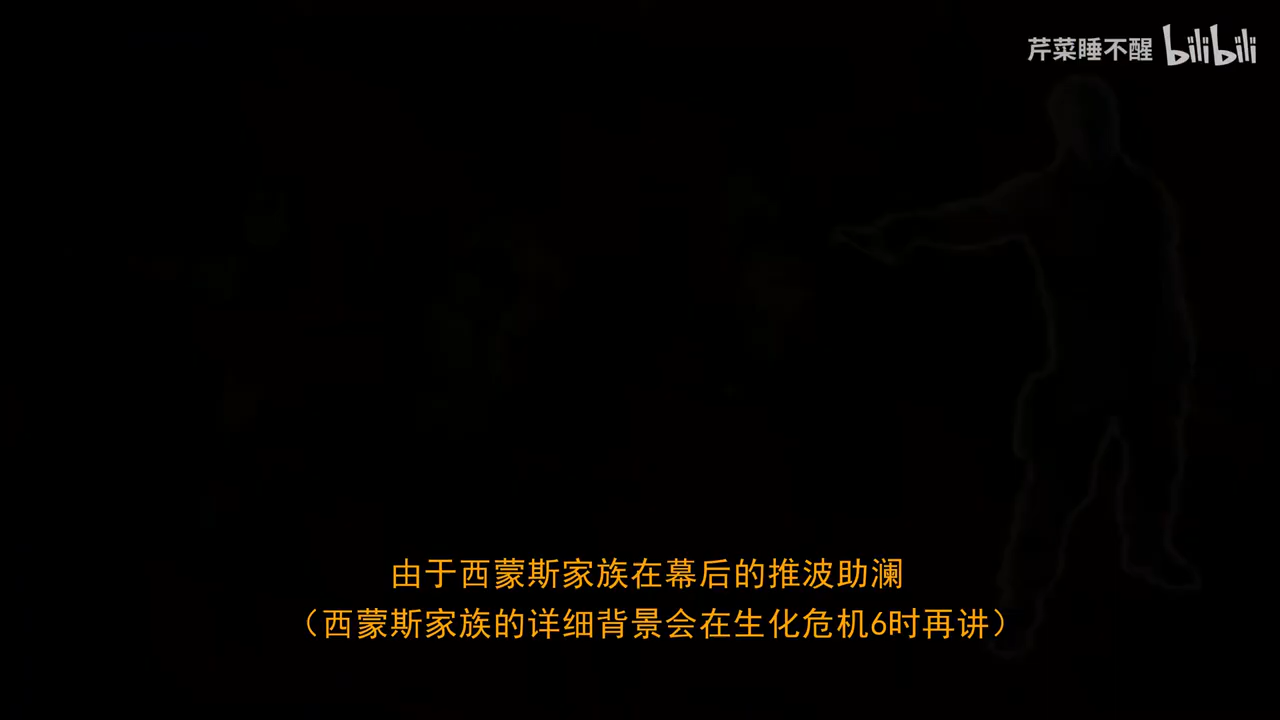 芹菜睡不醒 bilibili
由于西蒙斯家族在幕后的推波助澜
（西蒙斯家族的详细背景会在生化危机6时再讲）